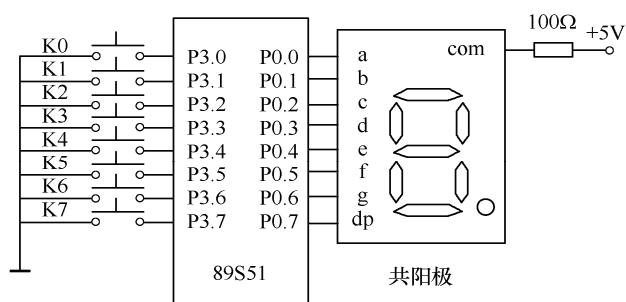 100Ω
+5V
com
K0 P3.0 P0.0 a
K1 P3.1 P0.1 b
K2 P3.2 P0.2 c
K3 P3.3 P0.3 d
K4 P3.4 P0.4 e
K5 P3.5 P0.5 f
K6 P3.6 P0.6 g
K7 P3.7 P0.7 dp
89S51
共阳极